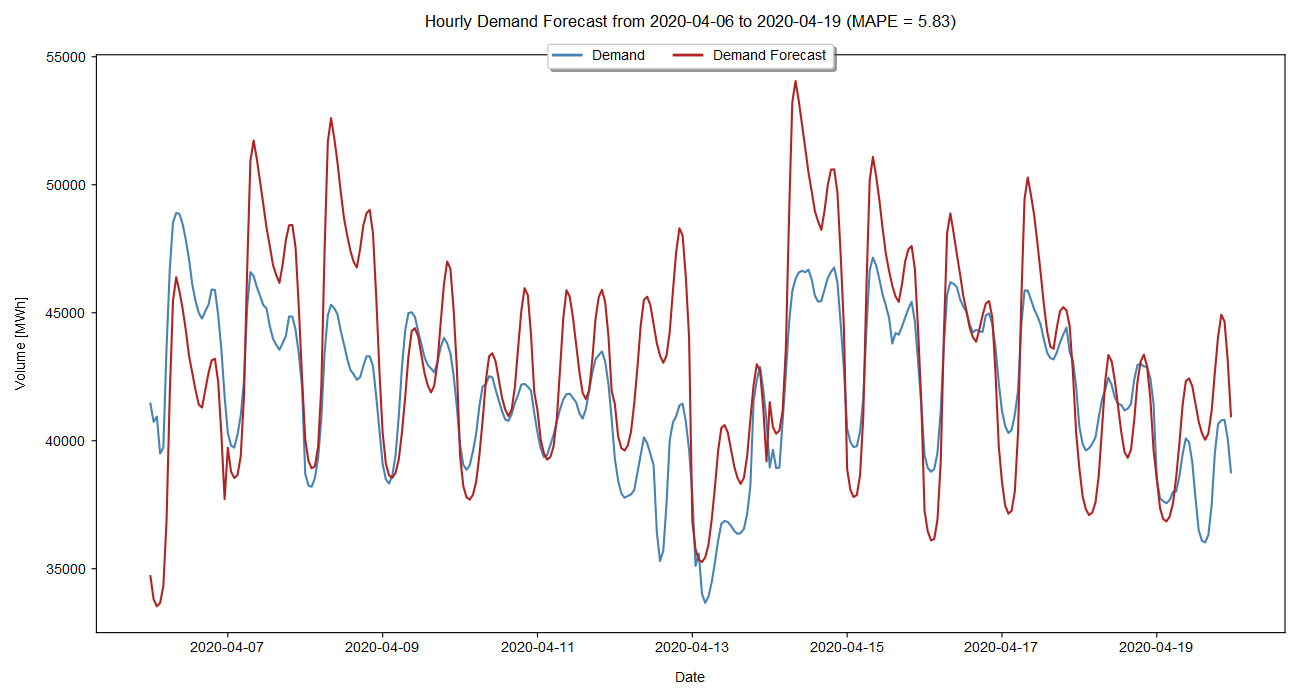 Hourly Demand Forecast from 2020-04-06 to 2020-04-19 (MAPE = 5.83)
Demand Demand Forecast
55000
50000
45000
40000
35000
Volume [MWh]
2020-04-07 2020-04-09 2020-04-11 2020-04-13 2020-04-15 2020-04-17 2020-04-19
Date